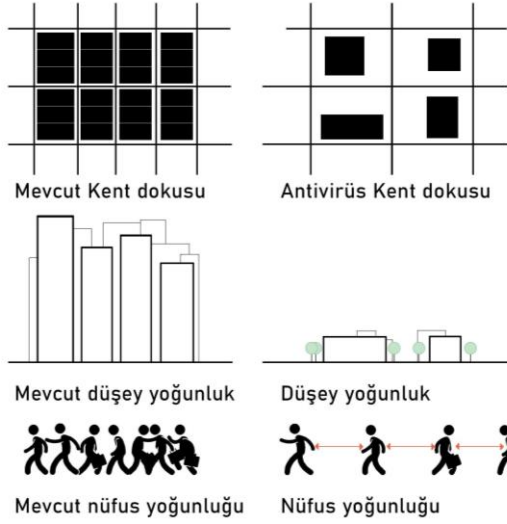 Mevcut Kent dokusu
Antivirüs Kent dokusu
Mevcut düşey yoğunluk
Düşey yoğunluk
Mevcut nüfus yoğunluğu
Nüfus yoğunluğu